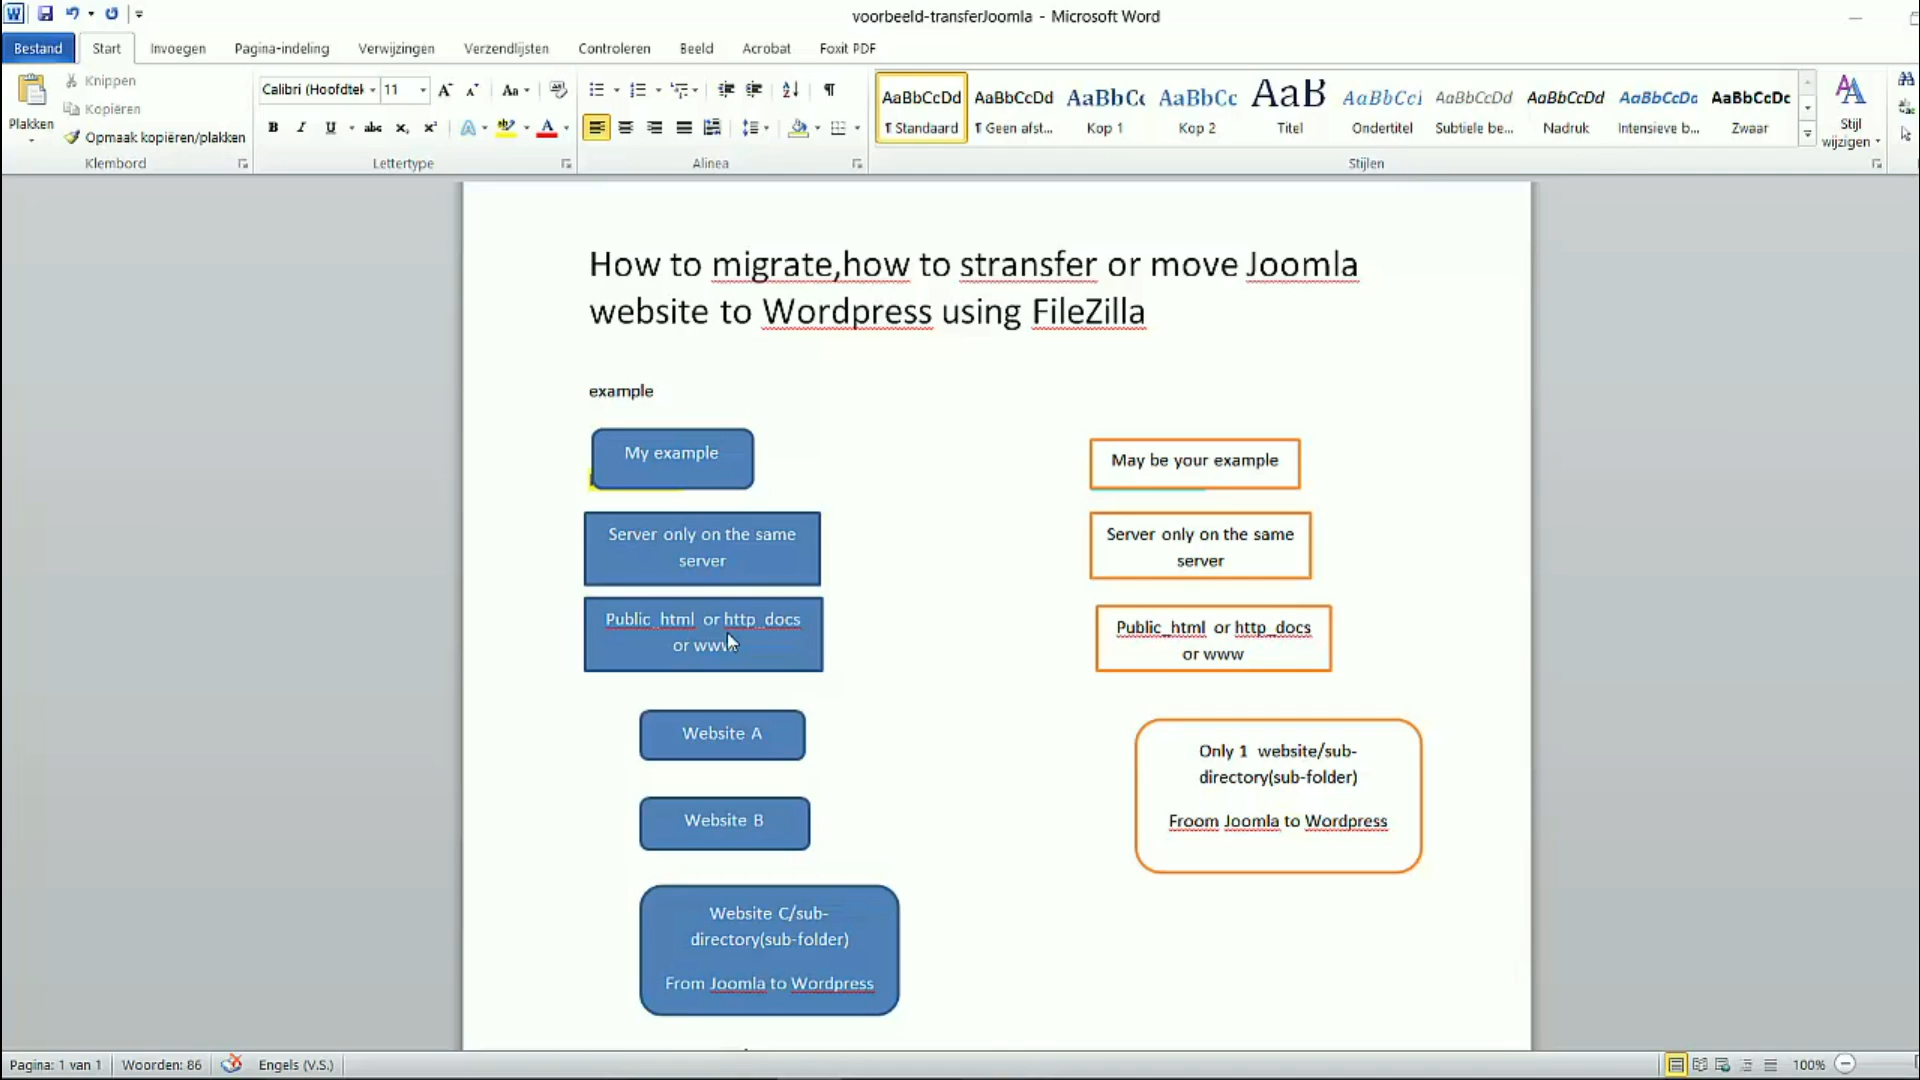 voorbeeld-transferJoomla - Microsoft Word
Bestand Start Invoegen Pagina-indeling Verwijzingen Verzendlijsten Controleren Beeld Acrobat Foxit PDF
Plakken
Knippen
Kopiëren
Opmaak kopiëren/plakken
Klembord
Calibri (Hoofdtek 11
Lettertype
Alinea
AaBbCcDd AaBbCcDd AaBbCc AaBbCc AaB AaBbCcI AaBbCcDd AaBbCcDd AaBbCcDc AaBbCcDc
¶ Standaard ¶ Geen afst... Kop 1 Kop 2 Titel Ondertitel Subtiele be... Nadruk Intensieve b... Zwaar
Stijl
wijzigen
Stijlen
How to migrate,how to stransfer or move Joomla
website to Wordpress using FileZilla
example
My example
Server only on the same
server
Public_html or http_docs
or www
Website A
Website B
Website C/sub-
directory(sub-folder)
From Joomla to Wordpress
May be your example
Server only on the same
server
Public_html or http_docs
or www
Only 1 website/sub-
directory(sub-folder)
Froom Joomla to Wordpress
Pagina: 1 van 1 Woorden: 86 Engels (V.S.) 100%